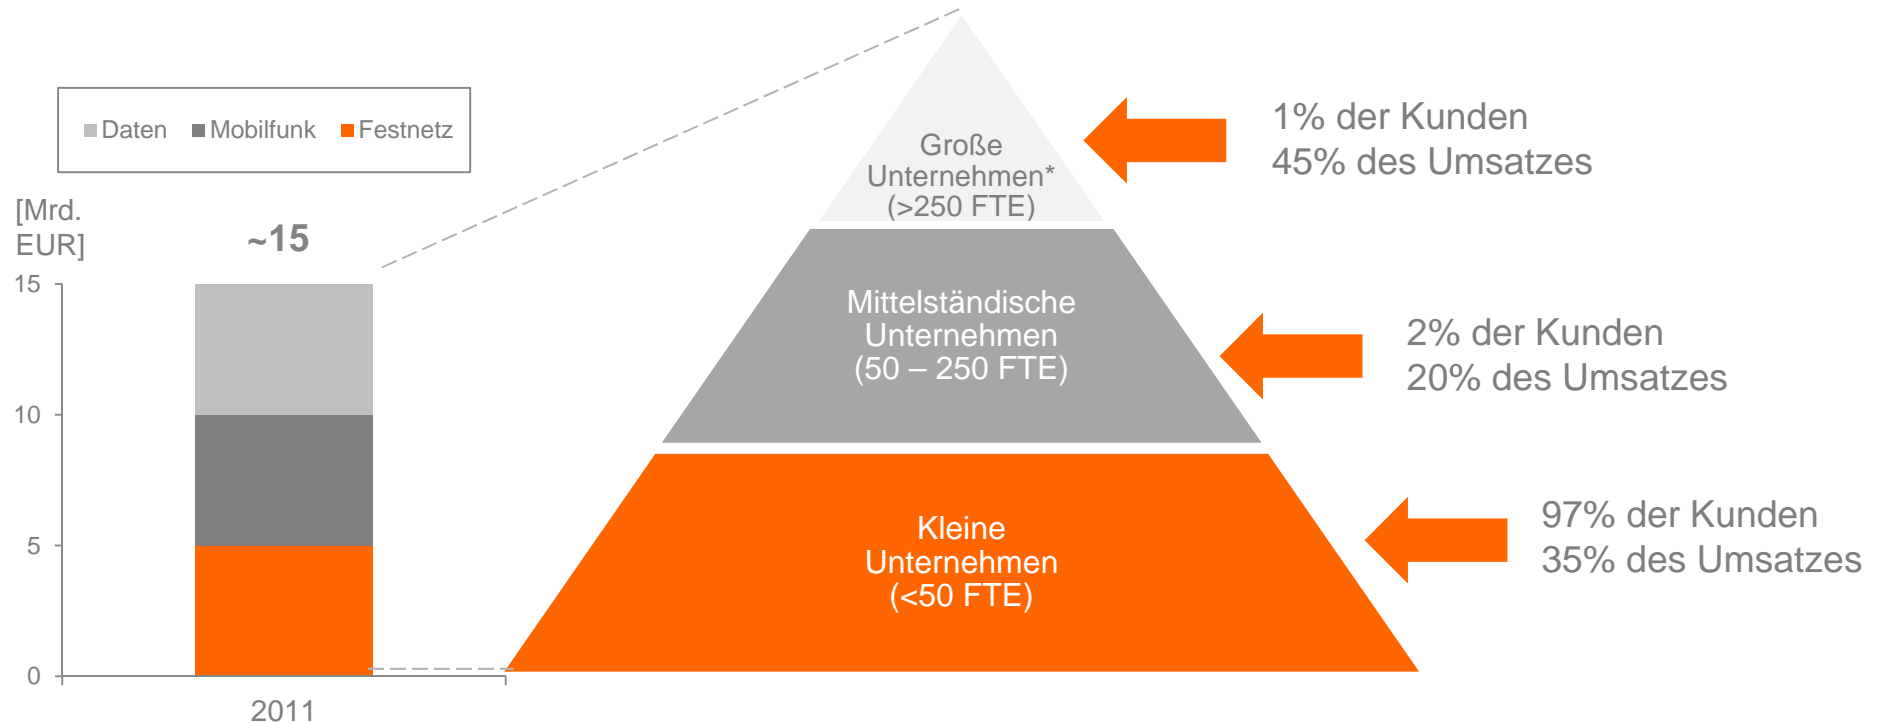 Daten Mobilfunk Festnetz
[Mrd.
EUR]
~15
15
10
5
0
2011
Große
Unternehmen*
(>250 FTE)
1% der Kunden
45% des Umsatzes
Mittelständische
Unternehmen
(50 – 250 FTE)
2% der Kunden
20% des Umsatzes
Kleine
Unternehmen
(<50 FTE)
97% der Kunden
35% des Umsatzes